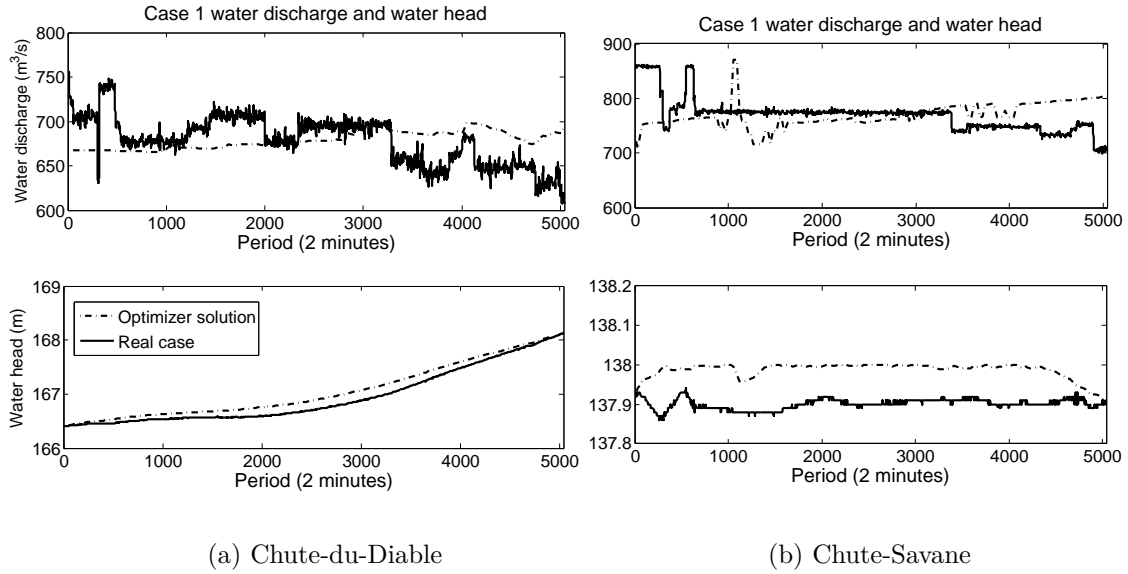 Case 1 water discharge and water head
Water discharge (m³/s)
800
750
700
650
600
0 1000 2000 3000 4000 5000
Period (2 minutes)
Case 1 water discharge and water head
900
800
700
600
0 1000 2000 3000 4000 5000
Period (2 minutes)
Water head (m)
169
168
167
166
Optimizer solution
Real case
0 1000 2000 3000 4000 5000
Period (2 minutes)
138.2
138.1
138
137.9
137.8
0 1000 2000 3000 4000 5000
Period (2 minutes)
(a) Chute-du-Diable
(b) Chute-Savane